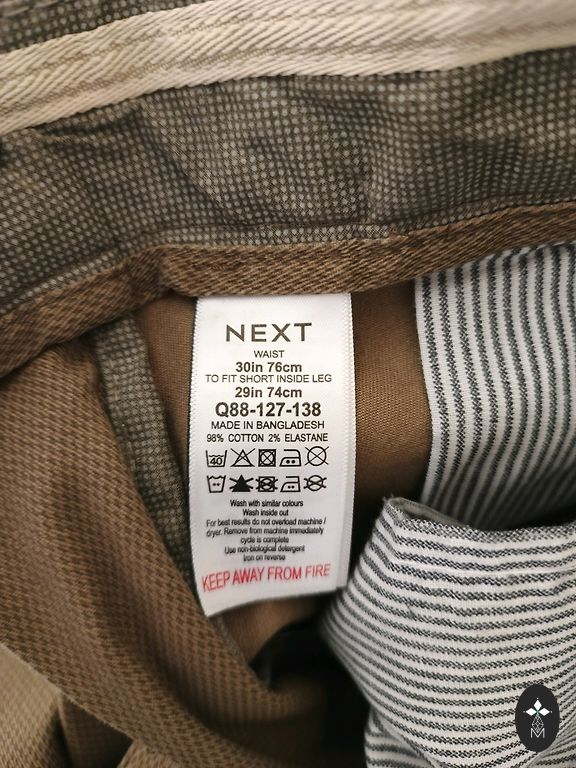 NEXT
WAIST
30in 76cm
TO FIT SHORT INSIDE LEG
29in 74cm
Q88-127-138
MADE IN BANGLADESH
98% COTTON 2% ELASTANE
40
Wash with similar colours
Wash inside out
For best results do not overload machine /
dryer. Remove from machine immediately
cycle is complete
Use non-biological detergent
Iron on reverse
KEEP AWAY FROM FIRE
M